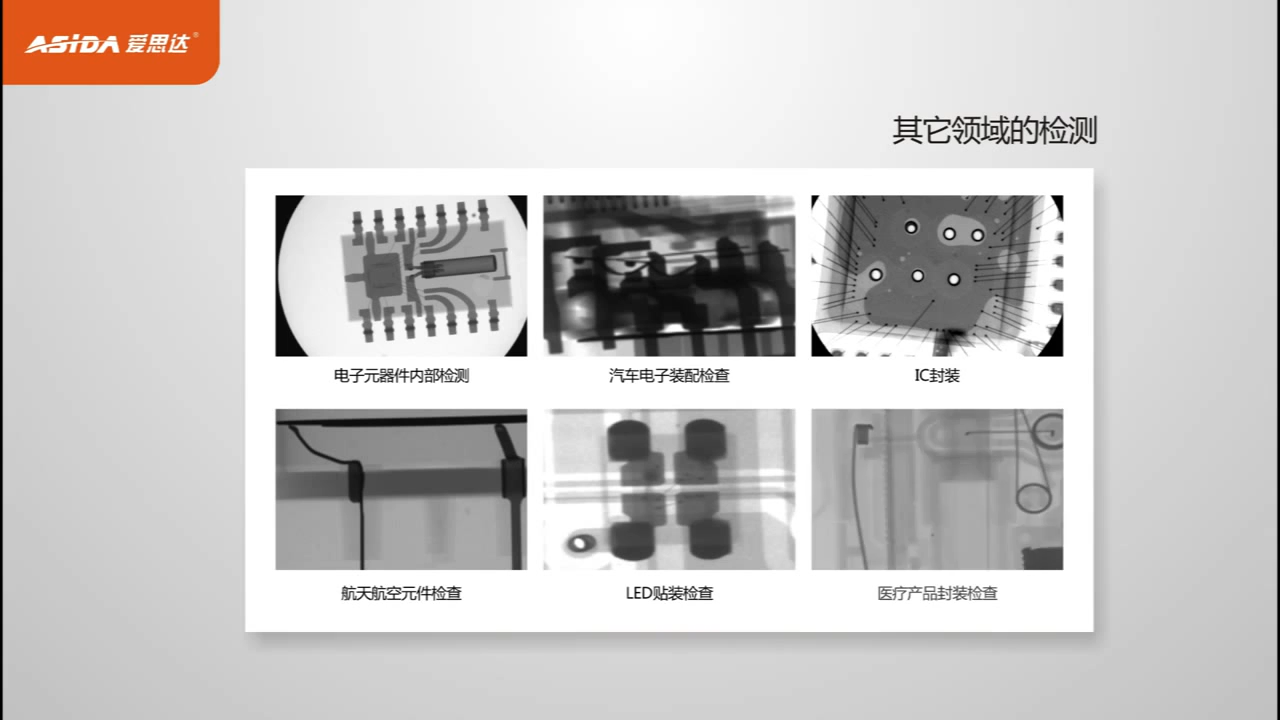 ASIDA 爱思达®
其它领域的检测
电子元器件内部检测
汽车电子装配检查
IC封装
航天航空元件检查
LED贴装检查
医疗产品封装检查